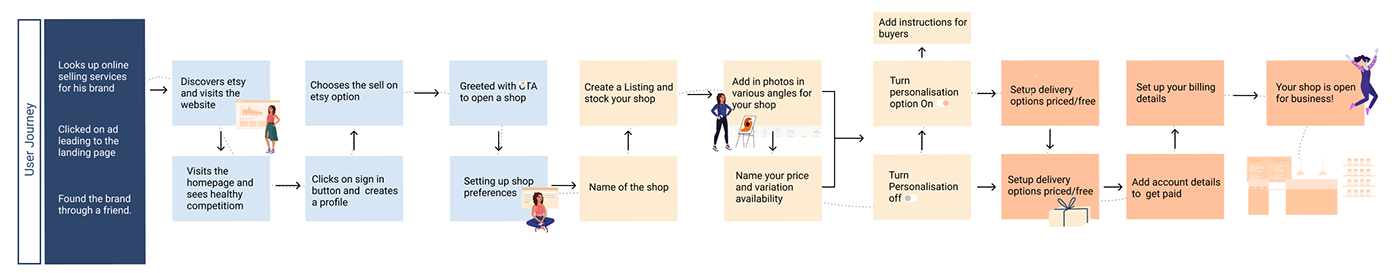 User Journey
Looks up online
selling services
for his brand
Clicked on ad
leading to the
landing page
Found the brand
through a friend.
Discovers etsy
and visits the
website
Visits the
homepage and
sees healthy
competitiom
Chooses the sell on
etsy option
Clicks on sign in
button and creates
a profile
Greeted with CTA
to open a shop
Setting up shop
preferences
Create a Listing and
stock your shop
Name of the shop
Add in photos in
various angles for
your shop
Name your price
and variation
availability
Add instructions for
buyers
Turn
personalisation
option On
Turn
Personalisation
off
Setup delivery
options priced/free
Setup delivery
options priced/free
Set up your billing
details
Add account details
to get paid
Your shop is open
for business!